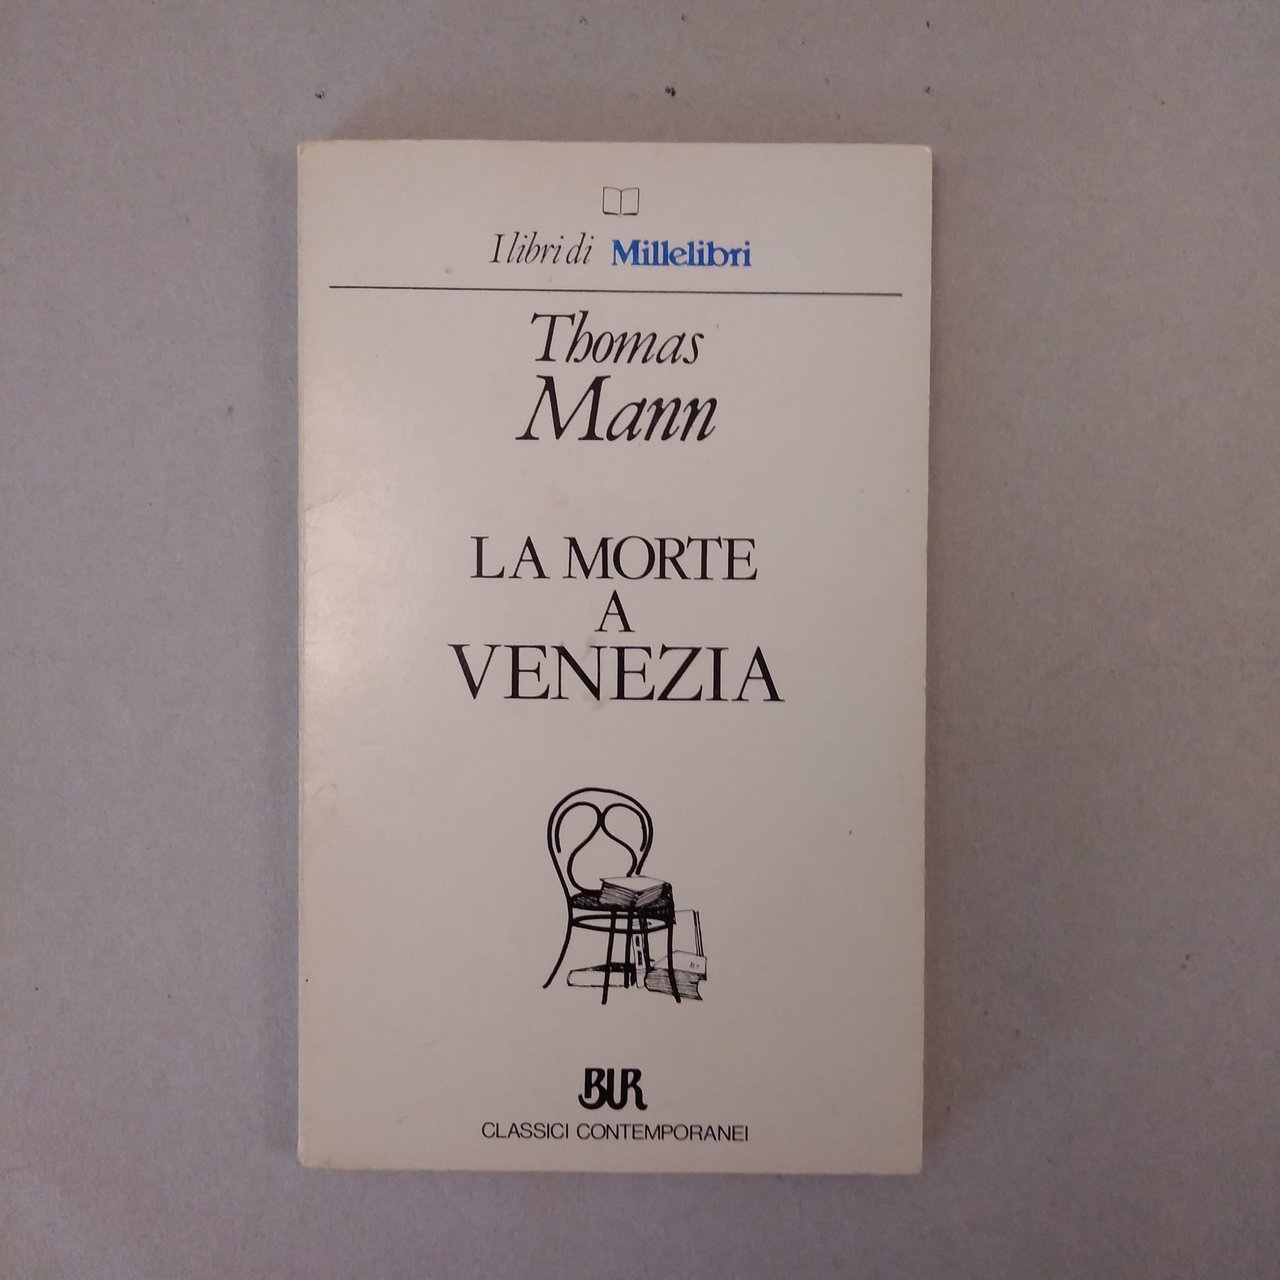 I libri di Millelibri
Thomas
Mann
LA MORTE
A
VENEZIA
BUR
CLASSICI CONTEMPORANEI